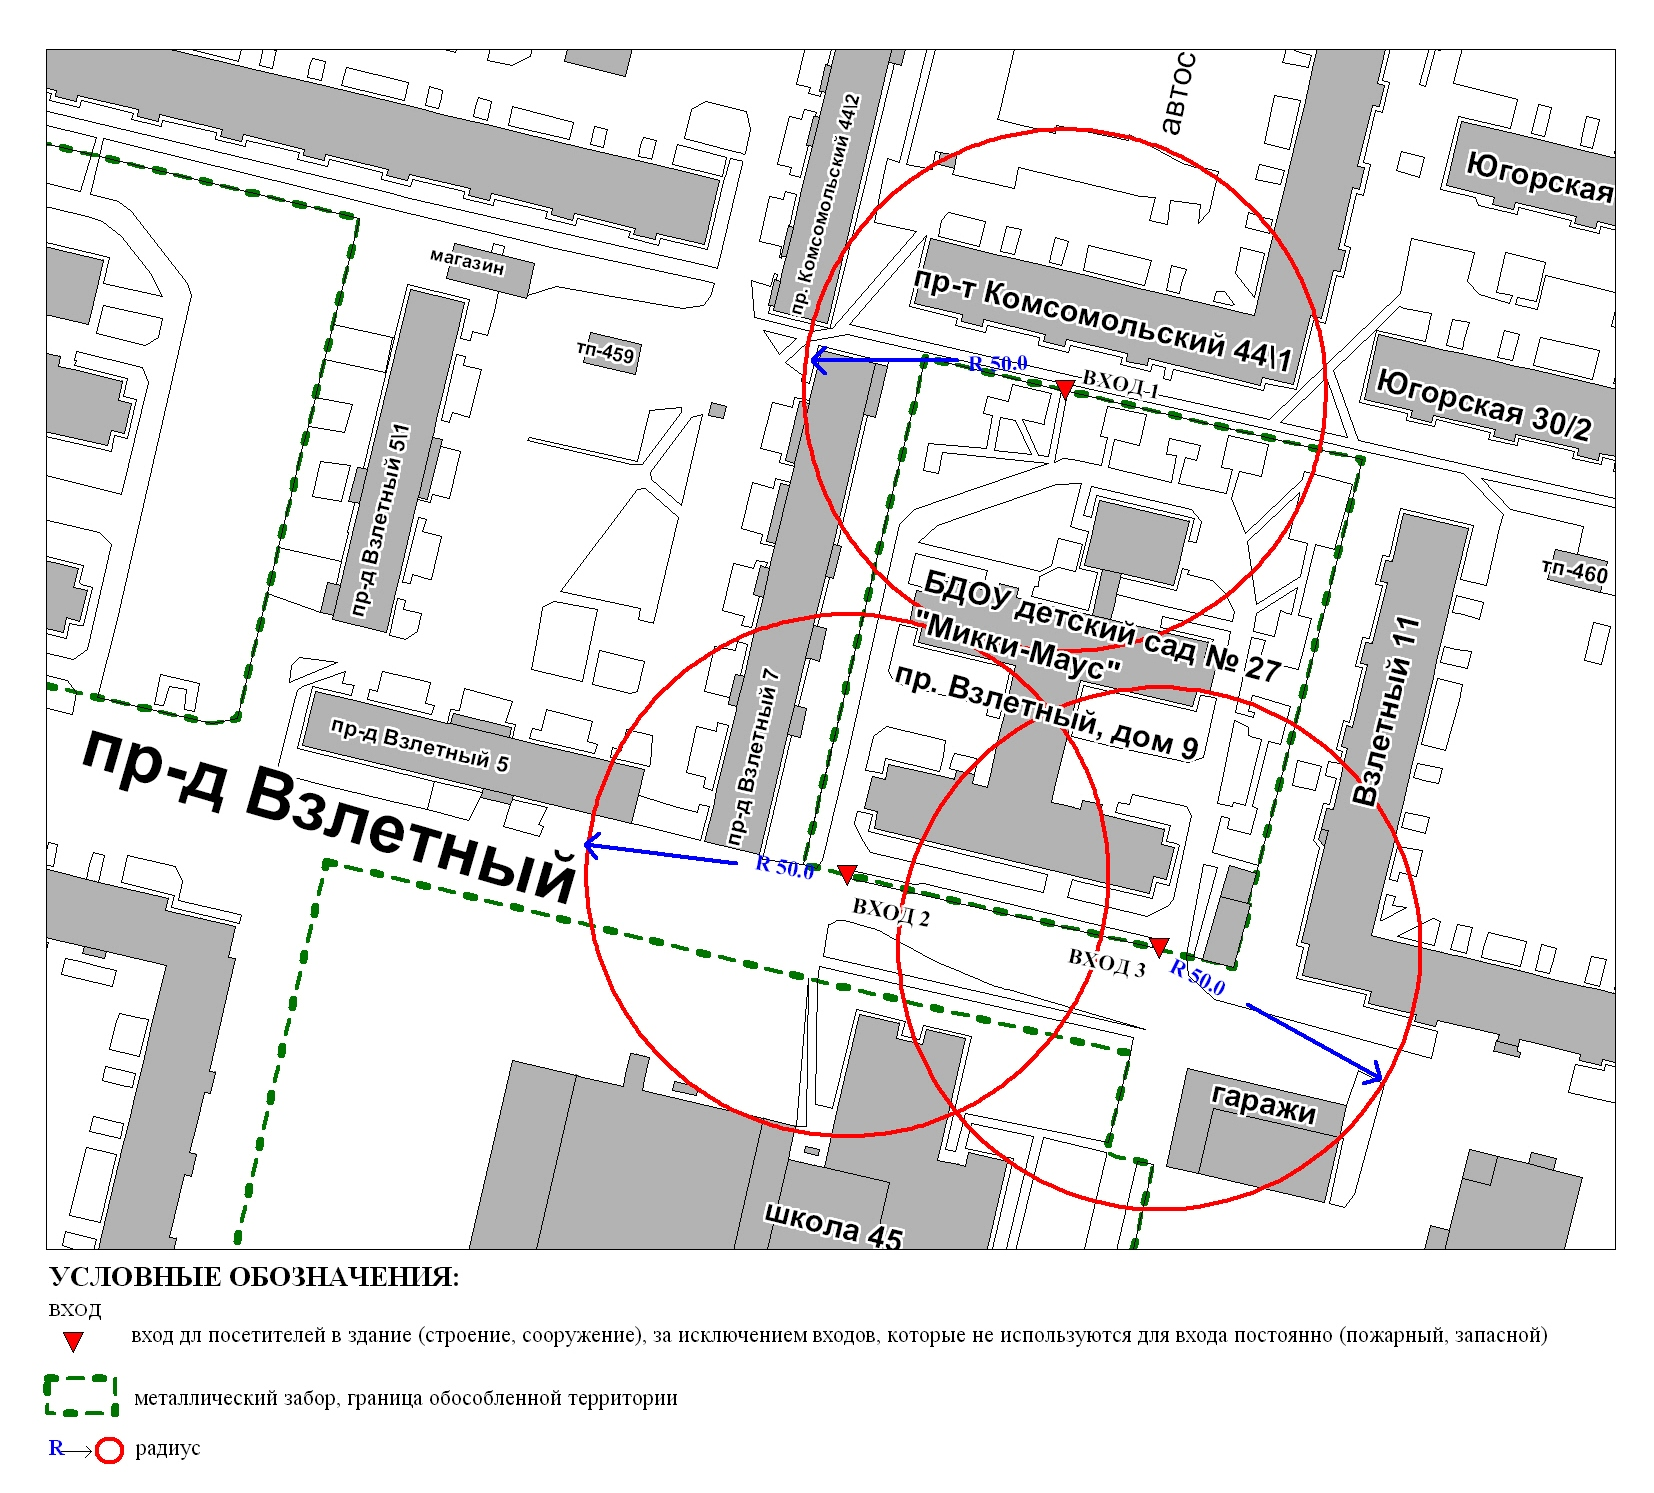 автос
пр. Комсомольский 44\2
Югорская
магазин
пр-т Комсомольский 44\1
тп-459
R 50.0
ВХОД 1
Югорская 30/2
пр-д Взлетный 5\1
тп-460
БДОУ детский сад № 27
"Микки-Маус"
пр. Взлетный, дом 9
Взлетный 11
пр-д Взлетный 7
пр-д Взлетный 5
пр-д Взлетный
R 50.0
ВХОД 2
ВХОД 3
R 50.0
гаражи
школа 45
УСЛОВНЫЕ ОБОЗНАЧЕНИЯ:
ВХОД
вход дл посетителей в здание (строение, сооружение), за исключением входов, которые не используются для входа постоянно (пожарный, запасной)
металлический забор, граница обособленной территории
R радиус